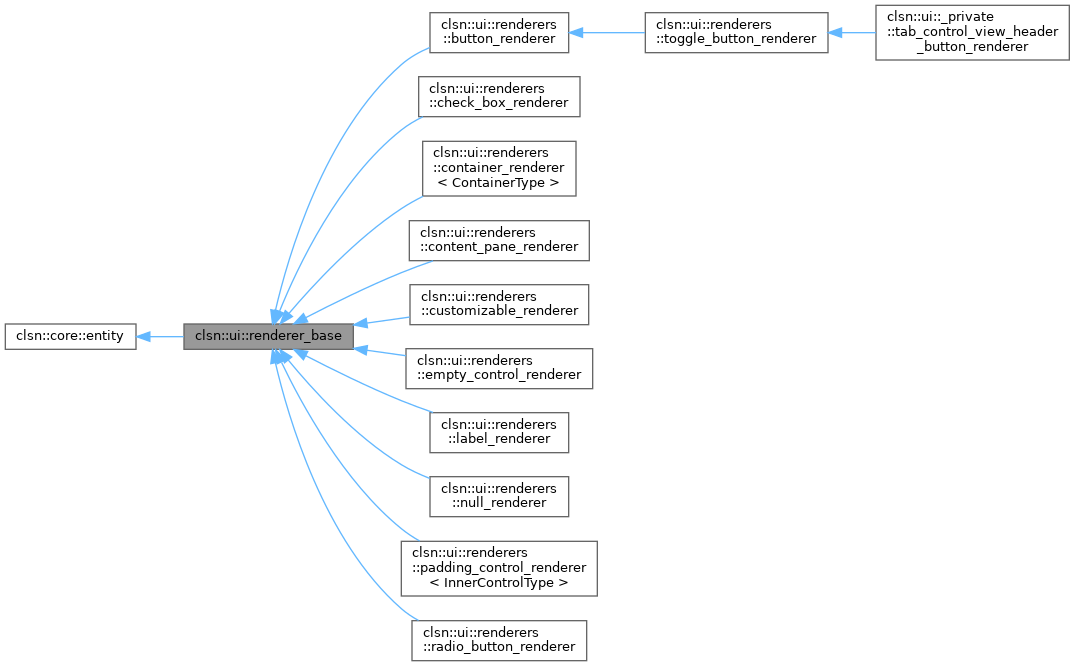 clsn::ui::renderers
::button_renderer
clsn::ui::renderers
::toggle_button_renderer
clsn::ui::_private
::tab_control_view_header
_button_renderer
clsn::ui::renderers
::check_box_renderer
clsn::ui::renderers
::container_renderer
< ContainerType >
clsn::ui::renderers
::content_pane_renderer
clsn::ui::renderers
::customizable_renderer
clsn::core::entity
clsn::ui::renderer_base
clsn::ui::renderers
::empty_control_renderer
clsn::ui::renderers
::label_renderer
clsn::ui::renderers
::null_renderer
clsn::ui::renderers
::padding_control_renderer
< InnerControlType >
clsn::ui::renderers
::radio_button_renderer